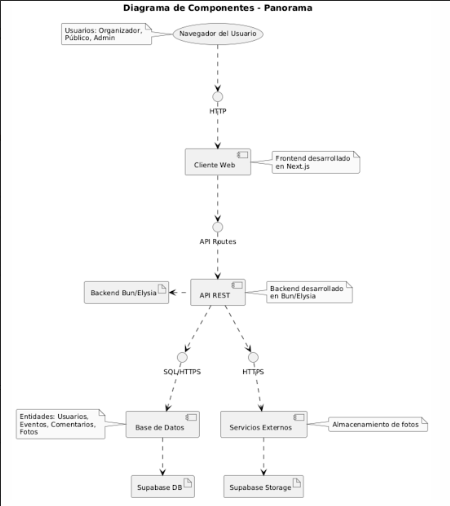 Diagrama de Componentes - Panorama
Usuarios: Organizador,
Público, Admin
Navegador del Usuario
HTTP
Cliente Web
Frontend desarrollado
en Next.js
API Routes
Backend Bun/Elysia
API REST
Backend desarrollado
en Bun/Elysia
SQL/HTTPS
HTTPS
Entidades: Usuarios,
Eventos, Comentarios,
Fotos
Base de Datos
Servicios Externos
Almacenamiento de fotos
Supabase DB
Supabase Storage